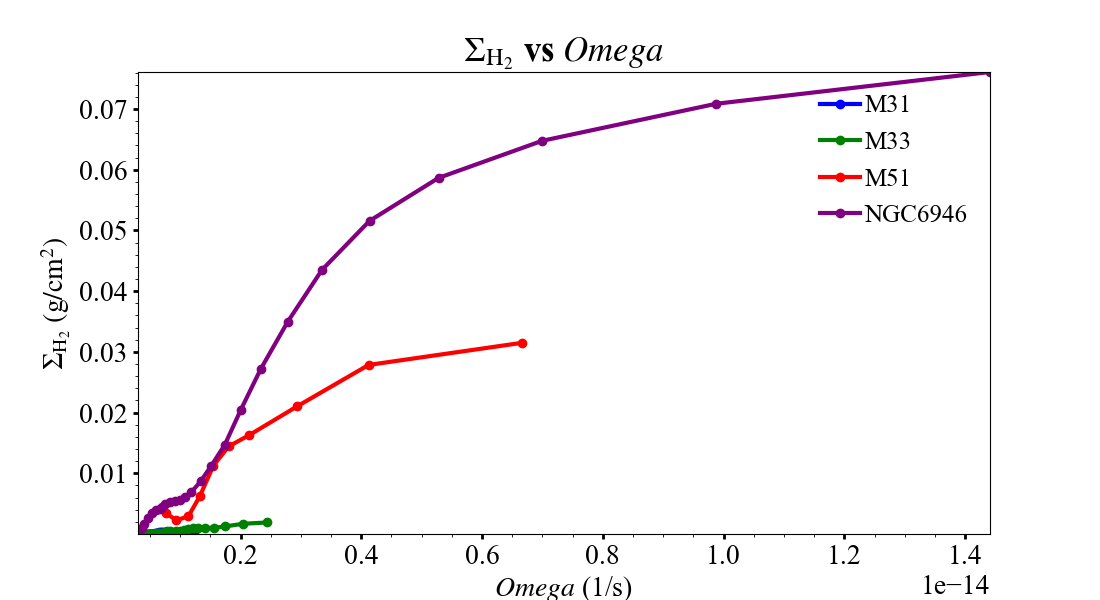 Σ_H₂ vs Omega
0.07
0.06
0.05
0.04
0.03
0.02
0.01
Σ_H₂ (g/cm²)
M31
M33
M51
NGC6946
0.2 0.4 0.6 0.8 1.0 1.2 1.4
Omega (1/s)
1e−14